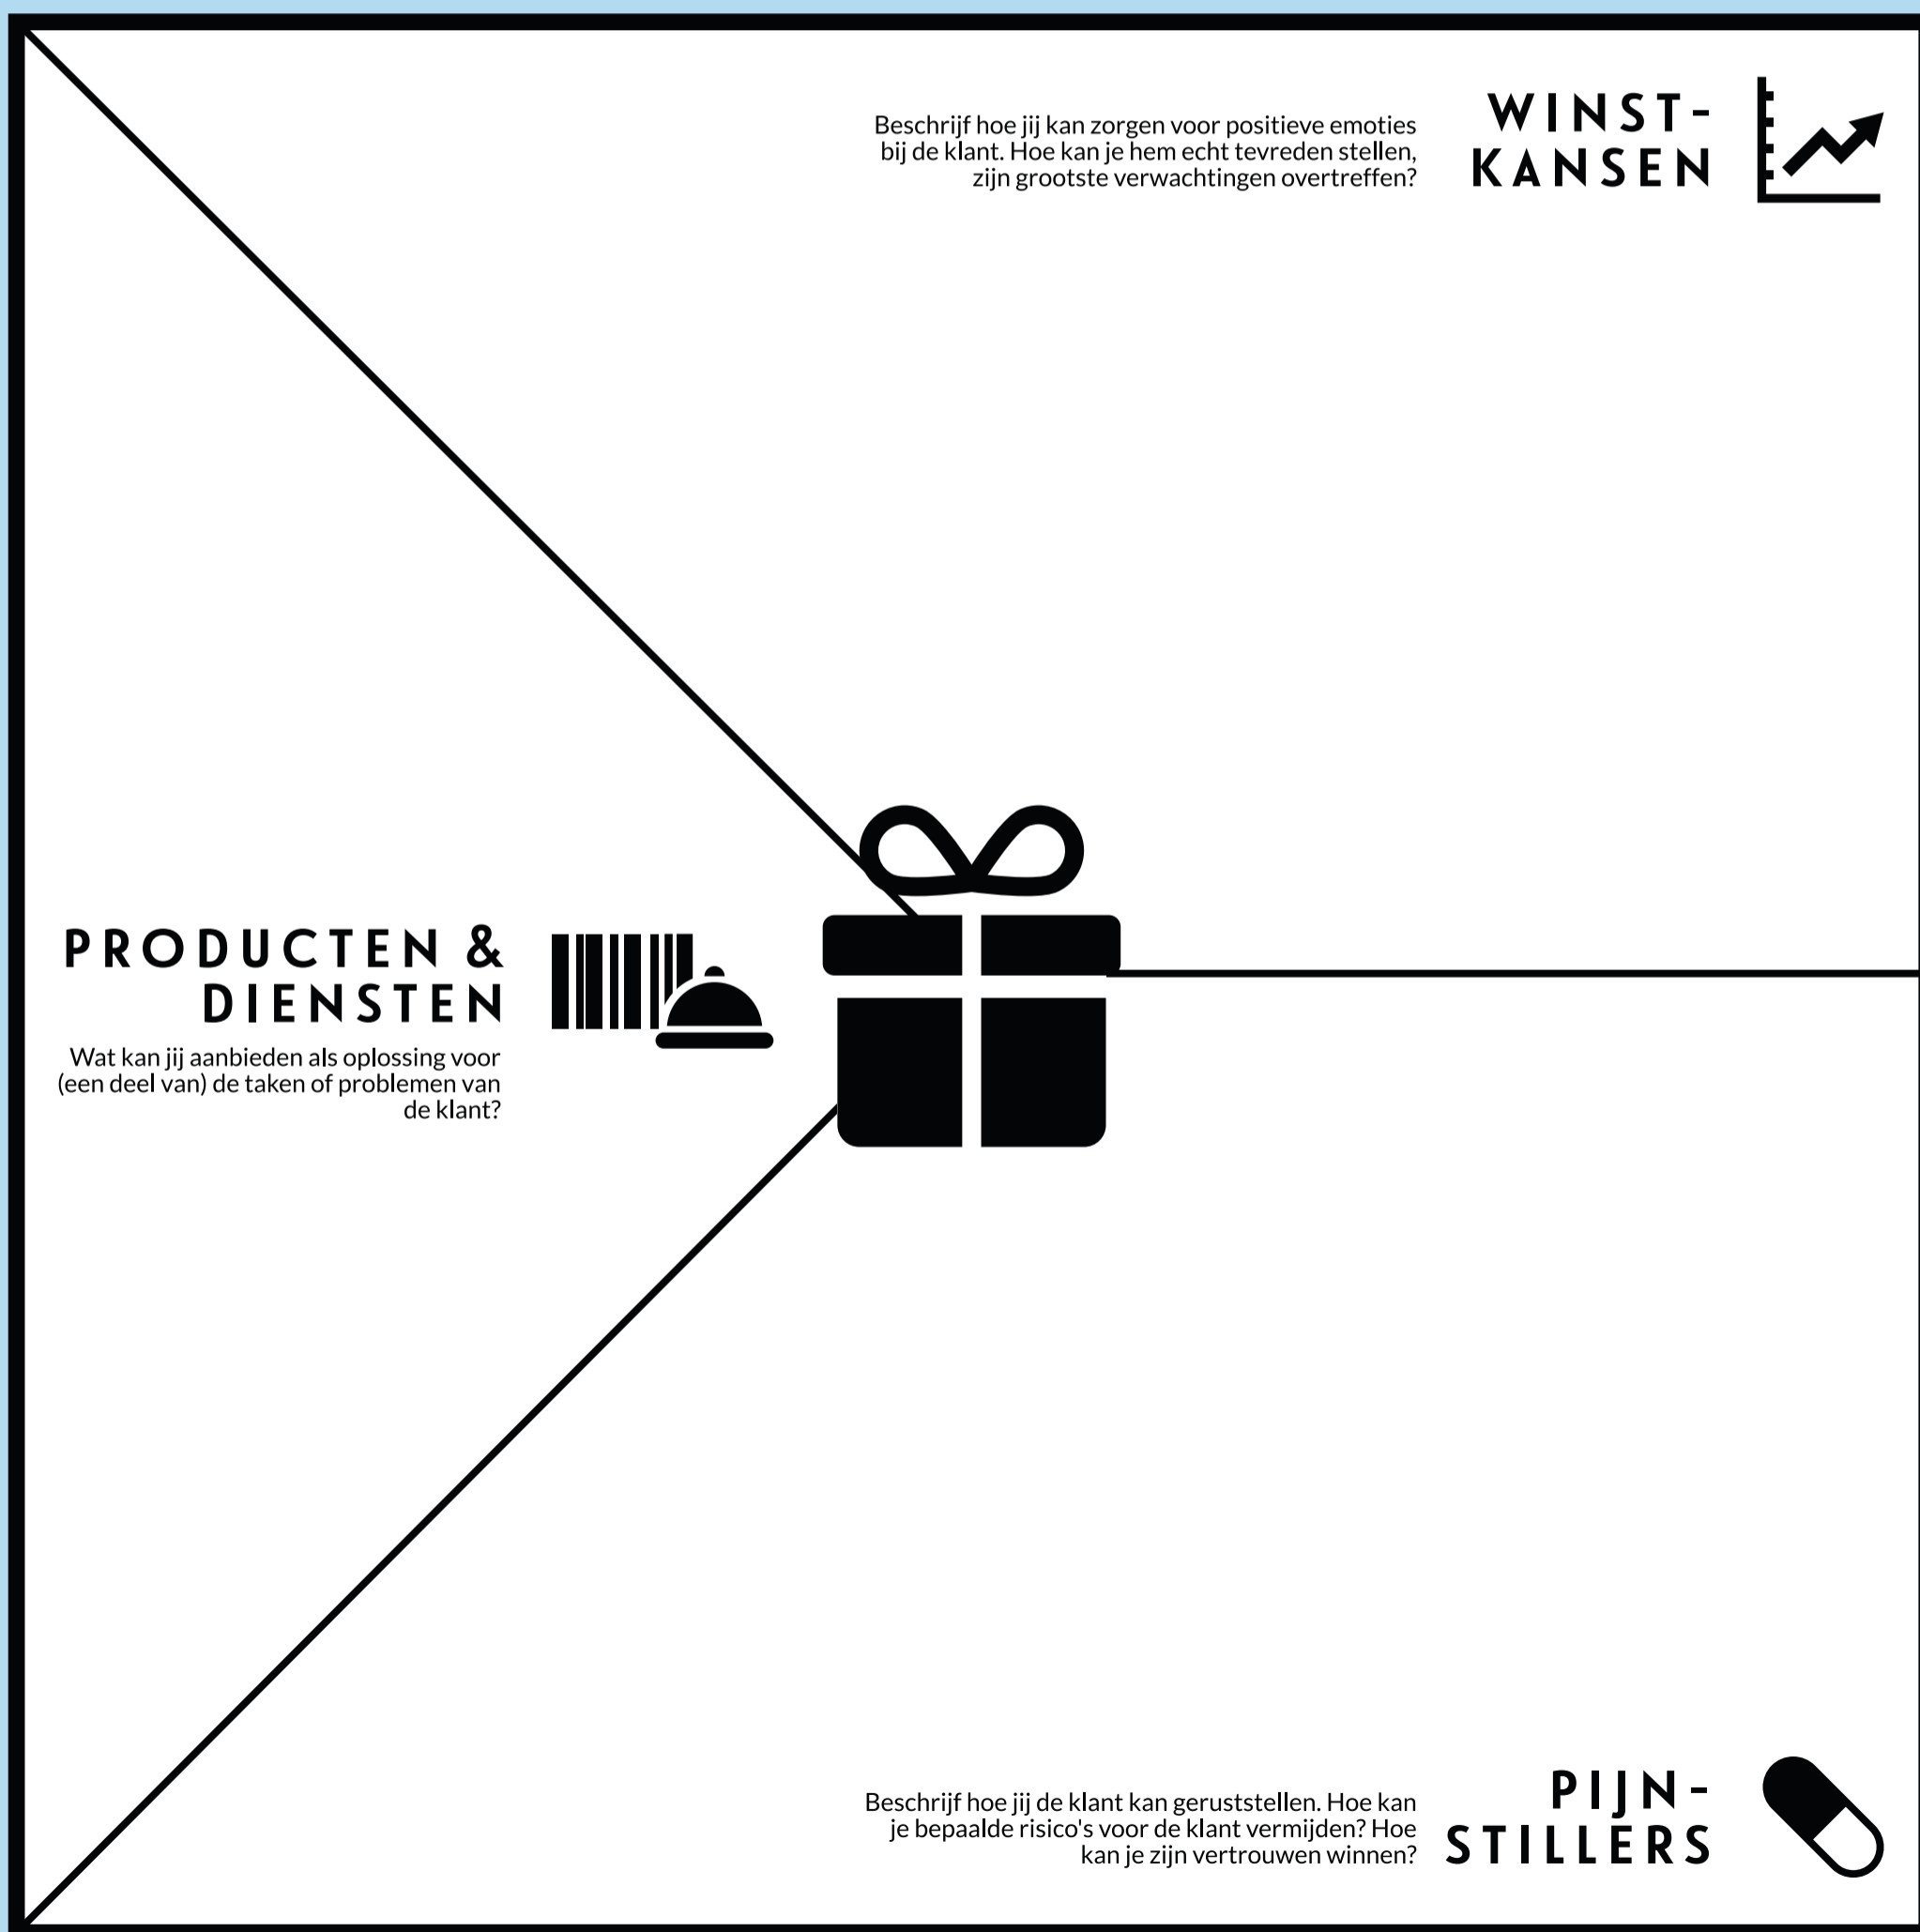 Beschrijf hoe jij kan zorgen voor positieve emoties
bij de klant. Hoe kan je hem echt tevreden stellen,
zijn grootste verwachtingen overtreffen?
WINST-
KANSEN
PRODUCTEN &
DIENSTEN
Wat kan jij aanbieden als oplossing voor
(een deel van) de taken of problemen van
de klant?
Beschrijf hoe jij de klant kan geruststellen. Hoe kan
je bepaalde risico's voor de klant vermijden? Hoe
kan je zijn vertrouwen winnen?
PIJN-
STILLERS